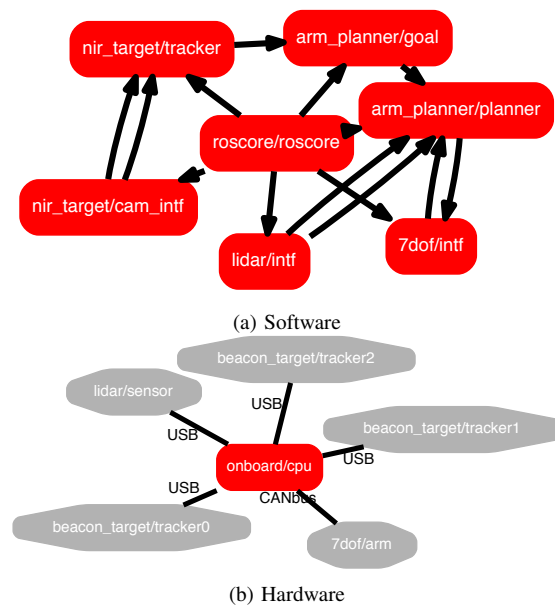 nir_target/tracker
arm_planner/goal
arm_planner/planner
roscore/roscore
nir_target/cam_intf
lidar/intf
7dof/intf
(a) Software
beacon_target/tracker2
lidar/sensor
USB
beacon_target/tracker1
USB
USB
onboard/cpu
USB
CANbus
beacon_target/tracker0
7dof/arm
(b) Hardware